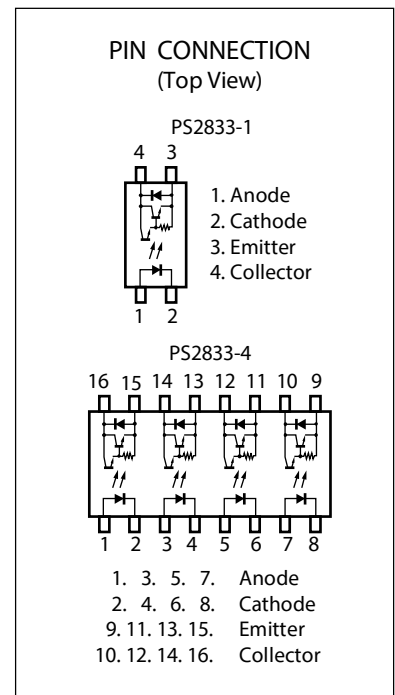 PIN CONNECTION
(Top View)
PS2833-1
4 3
1. Anode
2. Cathode
3. Emitter
4. Collector
1 2
PS2833-4
16 15 14 13 12 11 10 9
1 2 3 4 5 6 7 8
1. 3. 5. 7. Anode
2. 4. 6. 8. Cathode
9. 11. 13. 15. Emitter
10. 12. 14. 16. Collector